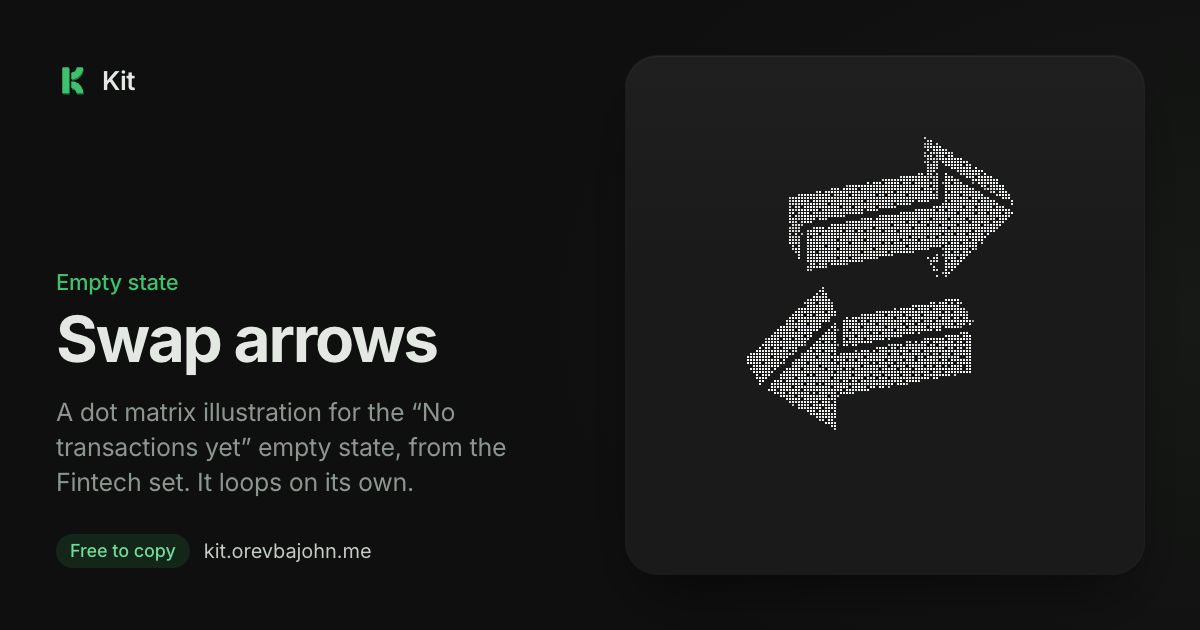 Kit
Empty state
Swap arrows
A dot matrix illustration for the “No
transactions yet” empty state, from the
Fintech set. It loops on its own.
Free to copy
kit.orevbajohn.me